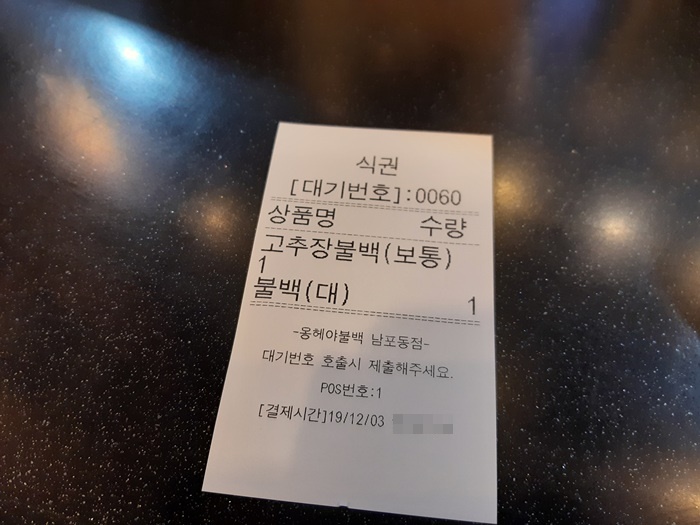 식권
[대기번호]:0060
상품명 수량
고추장불백(보통)
1
불백(대) 1
-옹헤야불백 남포동점-
대기번호 호출시 제출해주세요.
POS번호:1
[결제시간]19/12/03